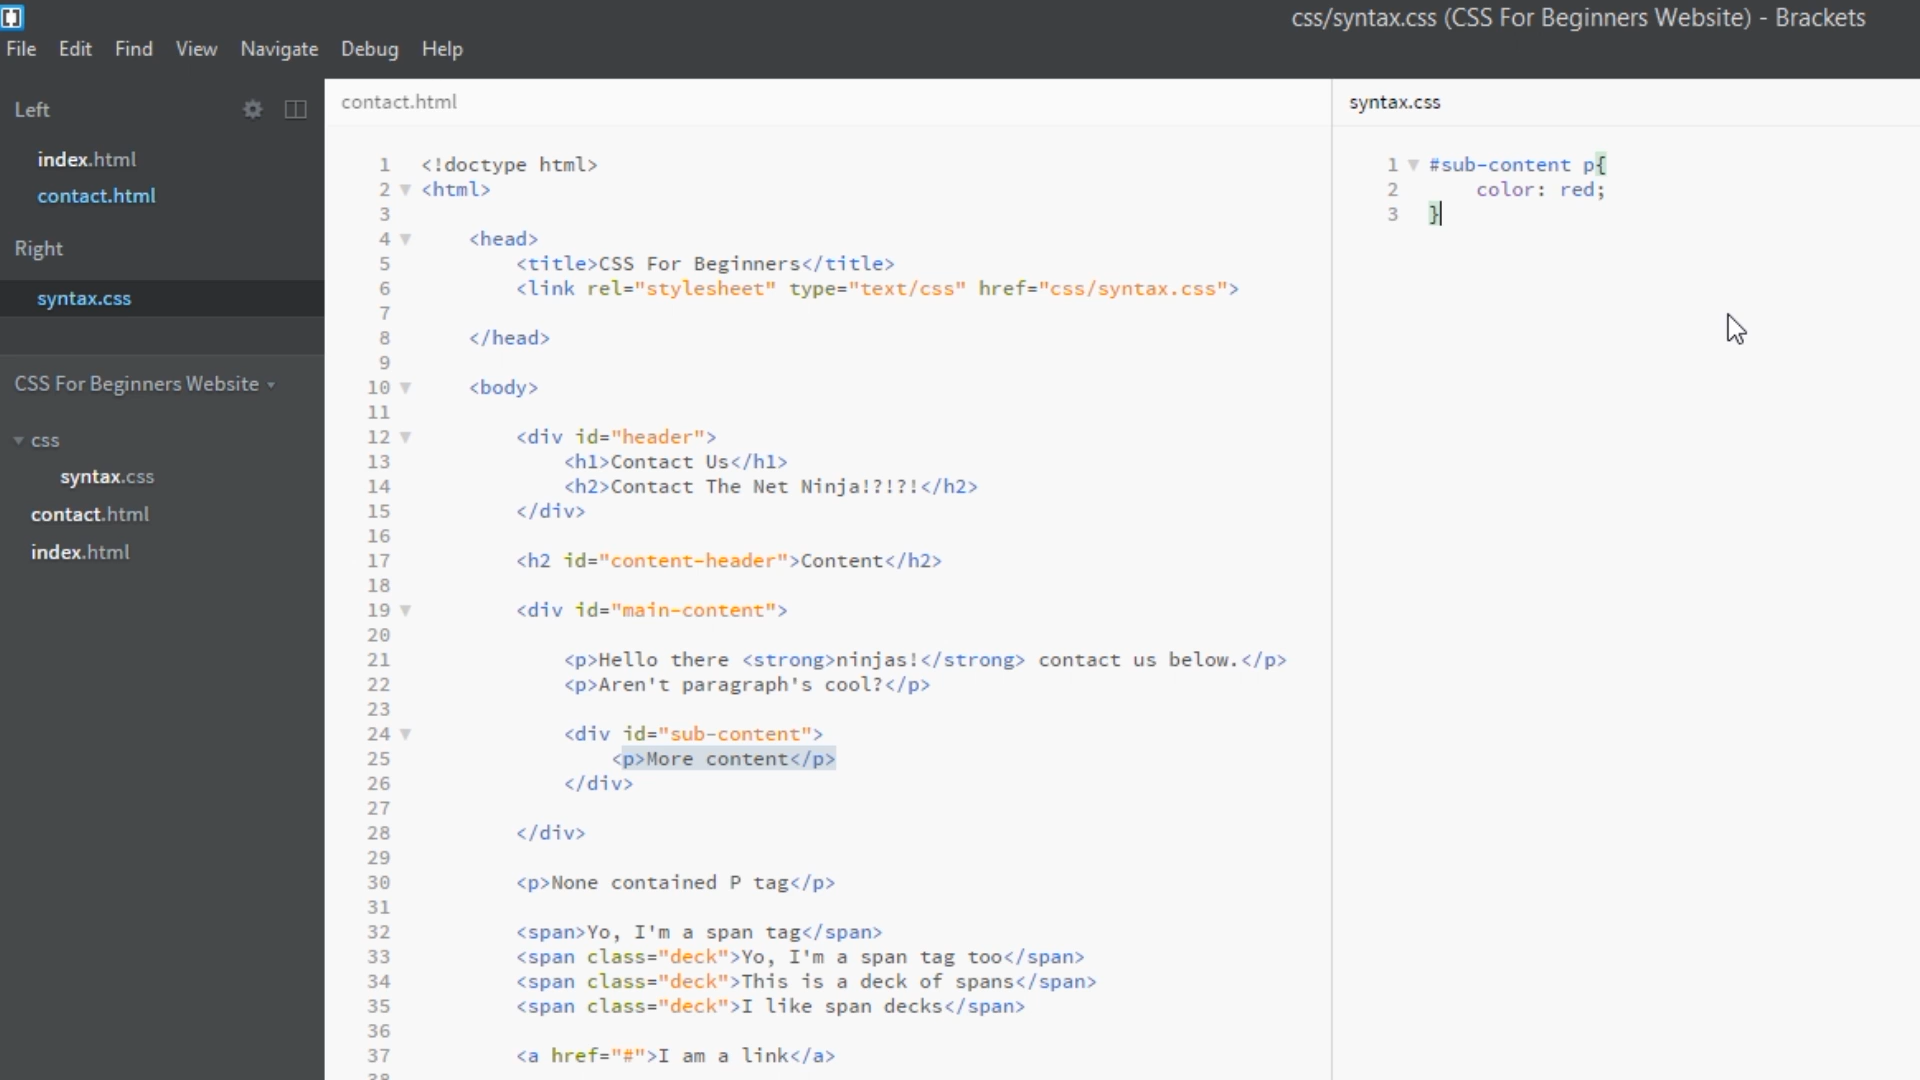 css/syntax.css (CSS For Beginners Website) - Brackets
File Edit Find View Navigate Debug Help
Left
index.html
contact.html
Right
syntax.css
CSS For Beginners Website
css
syntax.css
contact.html
index.html
contact.html
1 <!doctype html>
2 <html>
3
4 <head>
5 <title>CSS For Beginners</title>
6 <link rel="stylesheet" type="text/css" href="css/syntax.css">
7
8 </head>
9
10 <body>
11
12 <div id="header">
13 <h1>Contact Us</h1>
14 <h2>Contact The Net Ninja!?!?!</h2>
15 </div>
16
17 <h2 id="content-header">Content</h2>
18
19 <div id="main-content">
20
21 <p>Hello there <strong>ninjas!</strong> contact us below.</p>
22 <p>Aren't paragraph's cool?</p>
23
24 <div id="sub-content">
25 <p>More content</p>
26 </div>
27
28 </div>
29
30 <p>None contained P tag</p>
31
32 <span>Yo, I'm a span tag</span>
33 <span class="deck">Yo, I'm a span tag too</span>
34 <span class="deck">This is a deck of spans</span>
35 <span class="deck">I like span decks</span>
36
37 <a href="#">I am a link</a>
38
syntax.css
1 #sub-content p{
2 color: red;
3 }